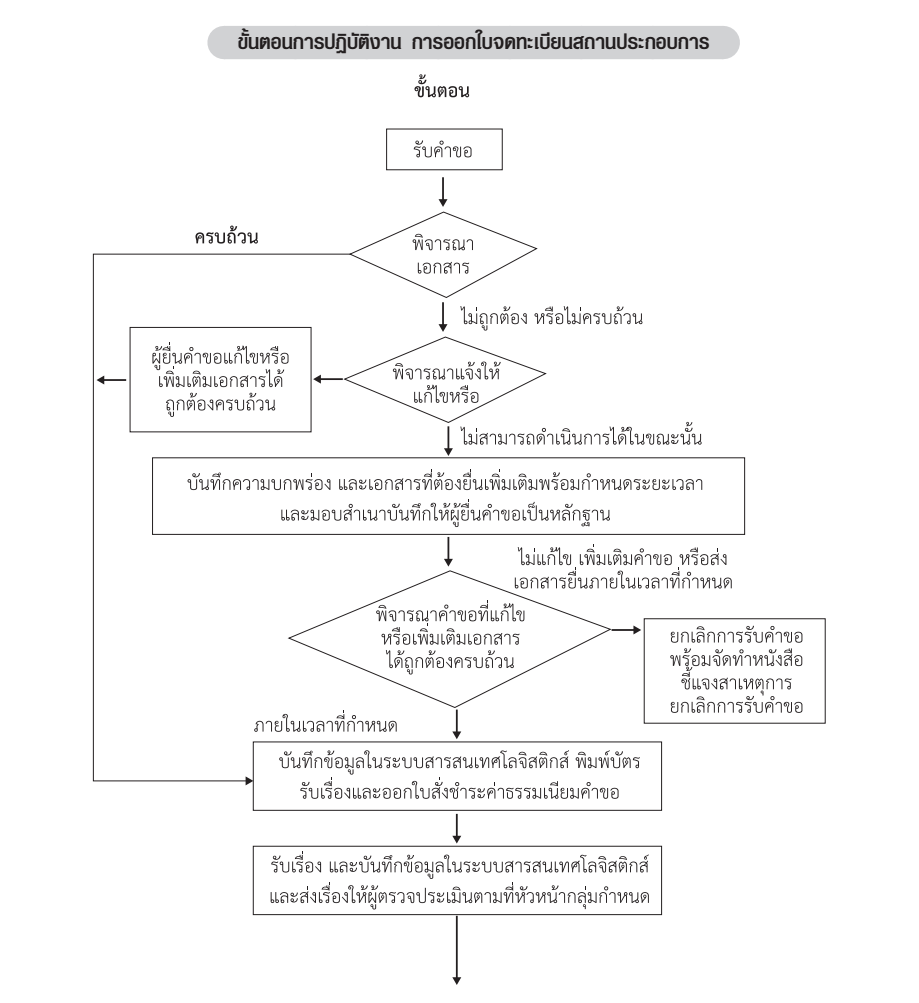 ขั้นตอนการปฏิบัติงาน การออกใบจดทะเบียนสถานประกอบการ
ขั้นตอน
รับคำขอ
ครบถ้วน
พิจารณา
เอกสาร
ไม่ถูกต้อง หรือไม่ครบถ้วน
ผู้ยื่นคำขอแก้ไขหรือ
เพิ่มเติมเอกสารได้
ถูกต้องครบถ้วน
พิจารณาแจ้งให้
แก้ไขหรือ
ไม่สามารถดำเนินการได้ในขณะนั้น
บันทึกความบกพร่อง และเอกสารที่ต้องยื่นเพิ่มเติมพร้อมกำหนดระยะเวลา
และมอบสำเนาบันทึกให้ผู้ยื่นคำขอเป็นหลักฐาน
ไม่แก้ไข เพิ่มเติมคำขอ หรือส่ง
เอกสารยื่นภายในเวลาที่กำหนด
พิจารณาคำขอที่แก้ไข
หรือเพิ่มเติมเอกสาร
ได้ถูกต้องครบถ้วน
ยกเลิกการรับคำขอ
พร้อมจัดทำหนังสือ
ชี้แจงสาเหตุการ
ยกเลิกการรับคำขอ
ภายในเวลาที่กำหนด
บันทึกข้อมูลในระบบสารสนเทศโลจิสติกส์ พิมพ์บัตร
รับเรื่องและออกใบสั่งชำระค่าธรรมเนียมคำขอ
รับเรื่อง และบันทึกข้อมูลในระบบสารสนเทศโลจิสติกส์
และส่งเรื่องให้ผู้ตรวจประเมินตามที่หัวหน้ากลุ่มกำหนด